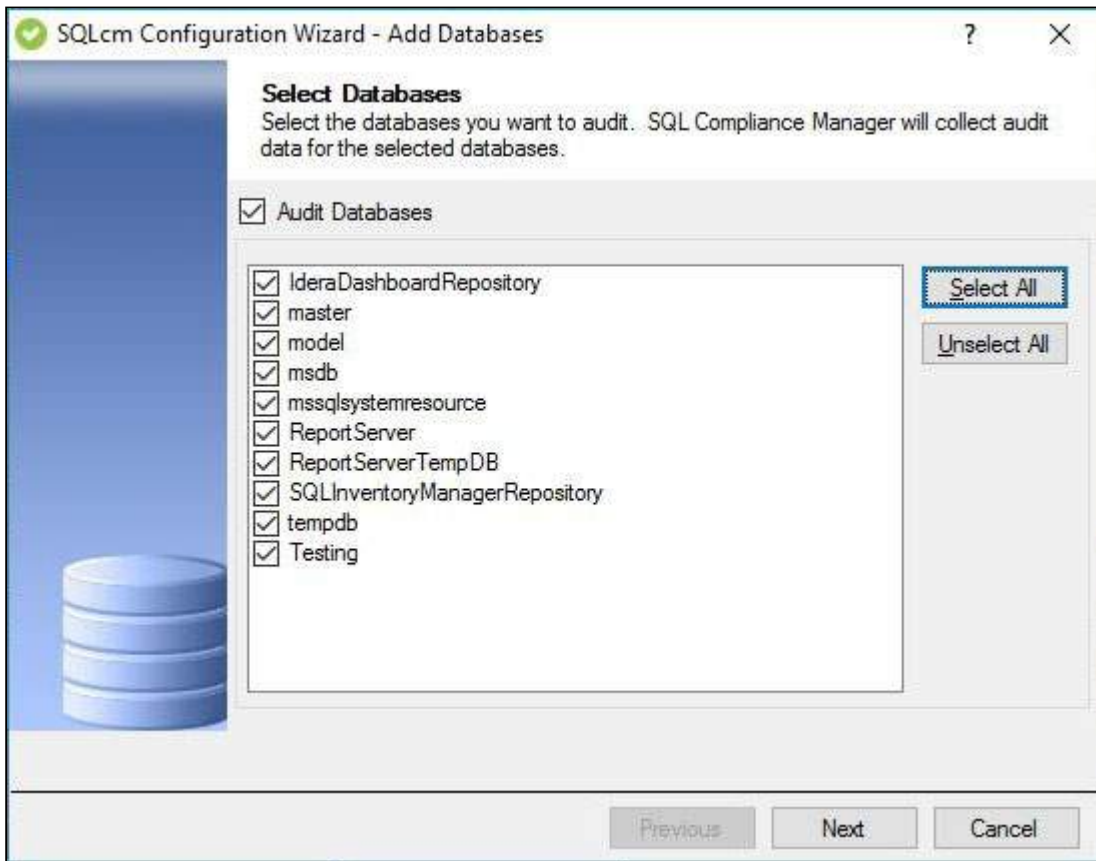 SQLcm Configuration Wizard - Add Databases
?
Select Databases
Select the databases you want to audit. SQL Compliance Manager will collect audit
data for the selected databases.
Audit Databases
IderaDashboardRepository
master
model
msdb
mssqlsystemresource
ReportServer
ReportServerTempDB
SQLInventoryManagerRepository
tempdb
Testing
Select All
Unselect All
Previous
Next
Cancel